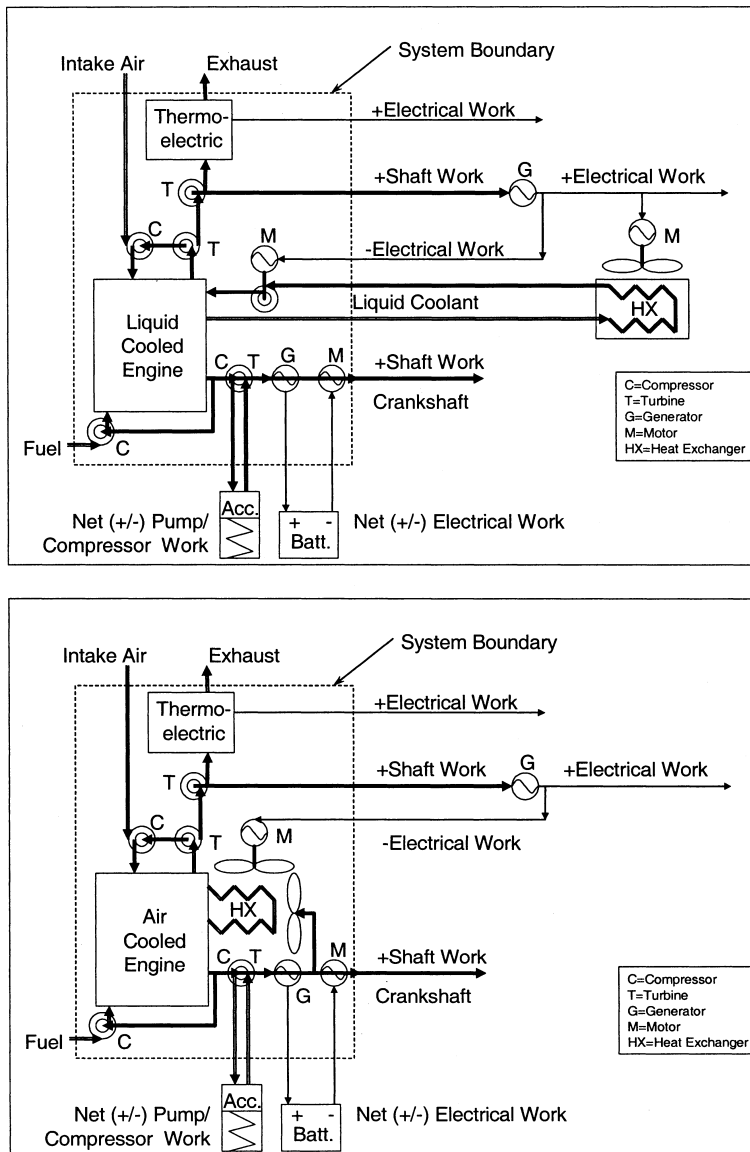 System Boundary
Intake Air
Exhaust
Thermo-
electric
+Electrical Work
T
+Shaft Work
G
+Electrical Work
C
T
M
-Electrical Work
M
Liquid Coolant
HX
Liquid
Cooled
Engine
C
T
G
M
+Shaft Work
Crankshaft
C=Compressor
T=Turbine
G=Generator
M=Motor
HX=Heat Exchanger
Fuel
C
Acc.
+ -
Batt.
Net (+/-) Pump/
Compressor Work
Net (+/-) Electrical Work
System Boundary
Intake Air
Exhaust
Thermo-
electric
+Electrical Work
T
+Shaft Work
G
+Electrical Work
C
T
M
-Electrical Work
HX
Air
Cooled
Engine
C
T
G
M
+Shaft Work
Crankshaft
C=Compressor
T=Turbine
G=Generator
M=Motor
HX=Heat Exchanger
Fuel
C
Acc.
+ -
Batt.
Net (+/-) Pump/
Compressor Work
Net (+/-) Electrical Work